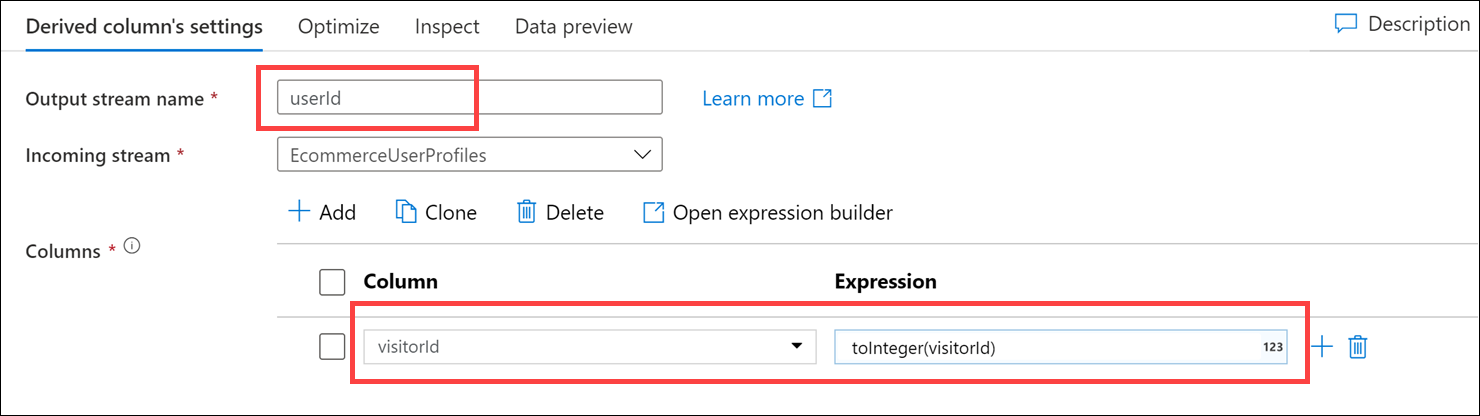 Derived column's settings Optimize Inspect Data preview Description
Output stream name * userId Learn more
Incoming stream * EcommerceUserProfiles
Add Clone Delete Open expression builder
Columns *
Column Expression
visitorId toInteger(visitorId) 123